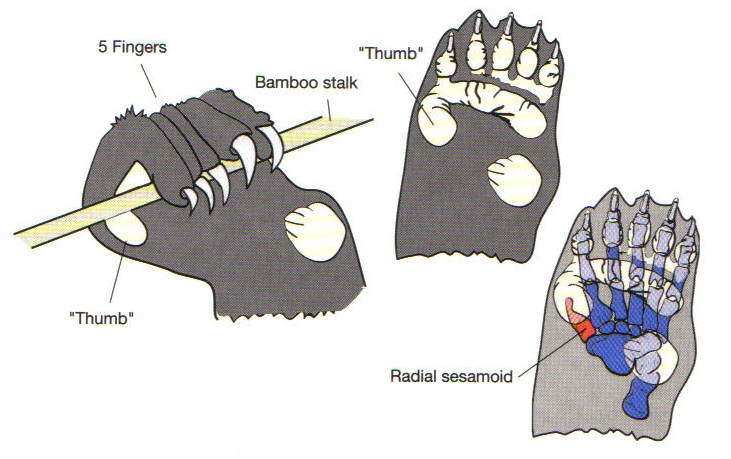 5 Fingers
Bamboo stalk
"Thumb"
"Thumb"
Radial sesamoid